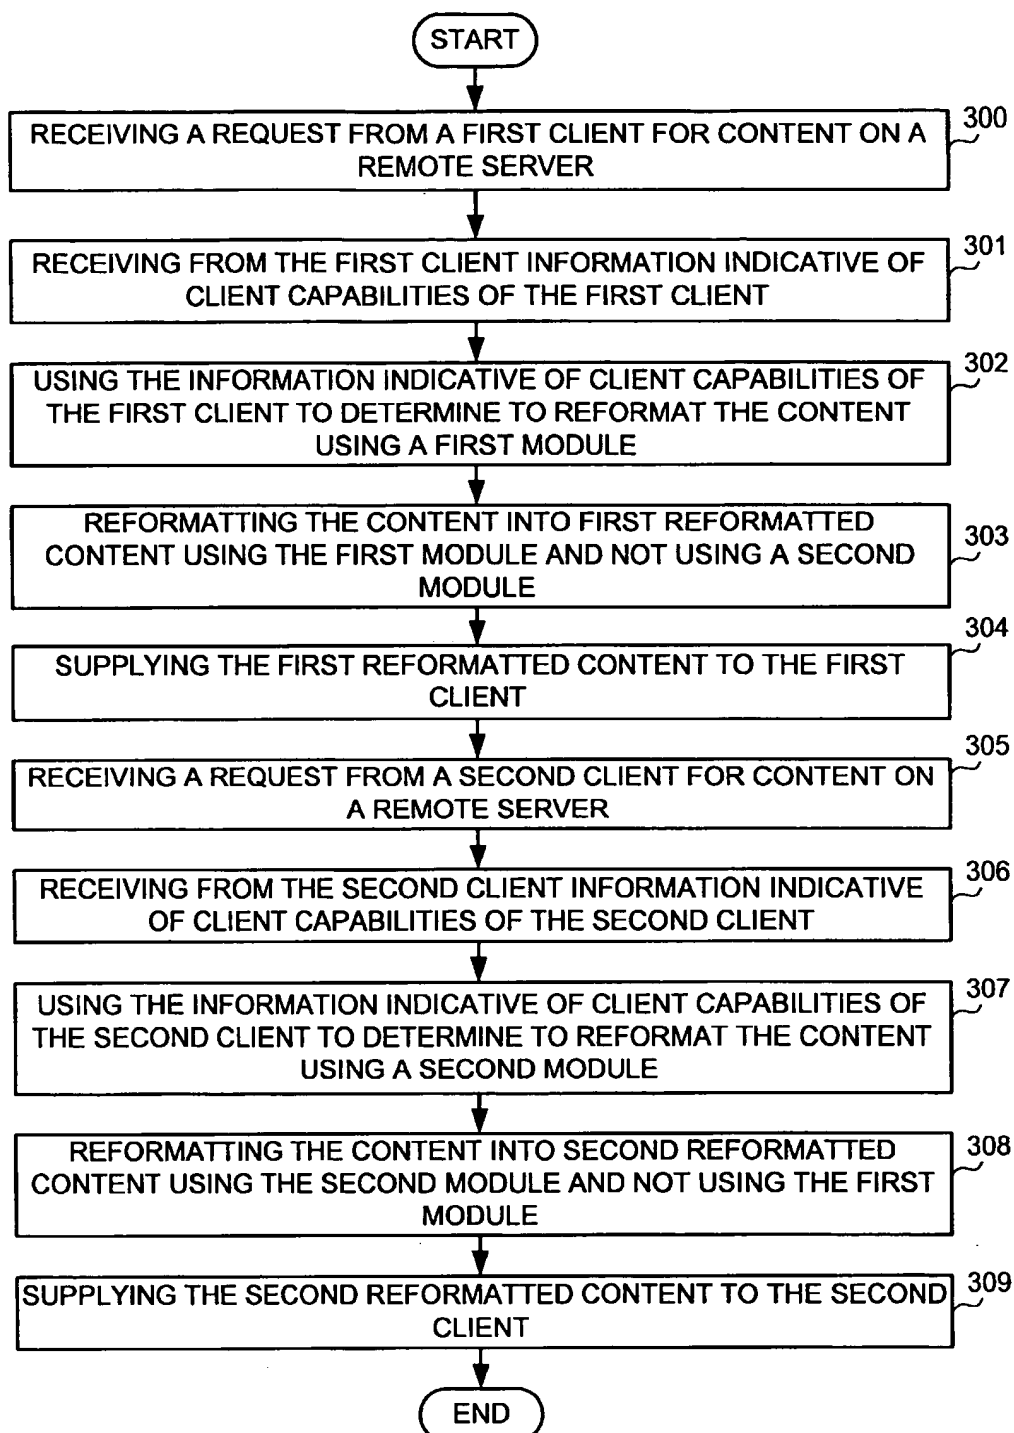 START
RECEIVING A REQUEST FROM A FIRST CLIENT FOR CONTENT ON A
REMOTE SERVER
300
RECEIVING FROM THE FIRST CLIENT INFORMATION INDICATIVE OF
CLIENT CAPABILITIES OF THE FIRST CLIENT
301
USING THE INFORMATION INDICATIVE OF CLIENT CAPABILITIES OF
THE FIRST CLIENT TO DETERMINE TO REFORMAT THE CONTENT
USING A FIRST MODULE
302
REFORMATTING THE CONTENT INTO FIRST REFORMATTED
CONTENT USING THE FIRST MODULE AND NOT USING A SECOND
MODULE
303
SUPPLYING THE FIRST REFORMATTED CONTENT TO THE FIRST
CLIENT
304
RECEIVING A REQUEST FROM A SECOND CLIENT FOR CONTENT ON
A REMOTE SERVER
305
RECEIVING FROM THE SECOND CLIENT INFORMATION INDICATIVE
OF CLIENT CAPABILITIES OF THE SECOND CLIENT
306
USING THE INFORMATION INDICATIVE OF CLIENT CAPABILITIES OF
THE SECOND CLIENT TO DETERMINE TO REFORMAT THE CONTENT
USING A SECOND MODULE
307
REFORMATTING THE CONTENT INTO SECOND REFORMATTED
CONTENT USING THE SECOND MODULE AND NOT USING THE FIRST
MODULE
308
SUPPLYING THE SECOND REFORMATTED CONTENT TO THE SECOND
CLIENT
309
END